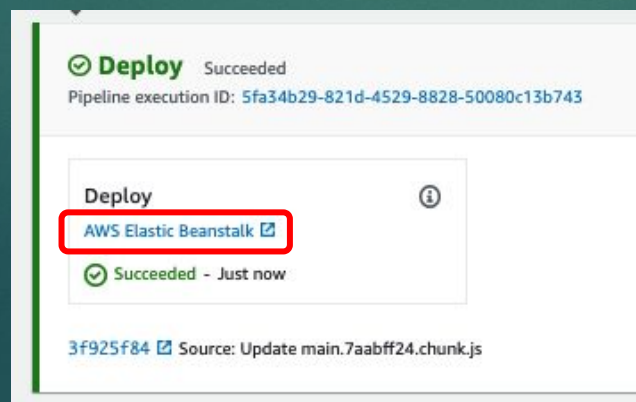 Deploy Succeeded
Pipeline execution ID: 5fa34b29-821d-4529-8828-50080c13b743
Deploy
AWS Elastic Beanstalk
Succeeded - Just now
3f925f84 Source: Update main.7aabff24.chunk.js